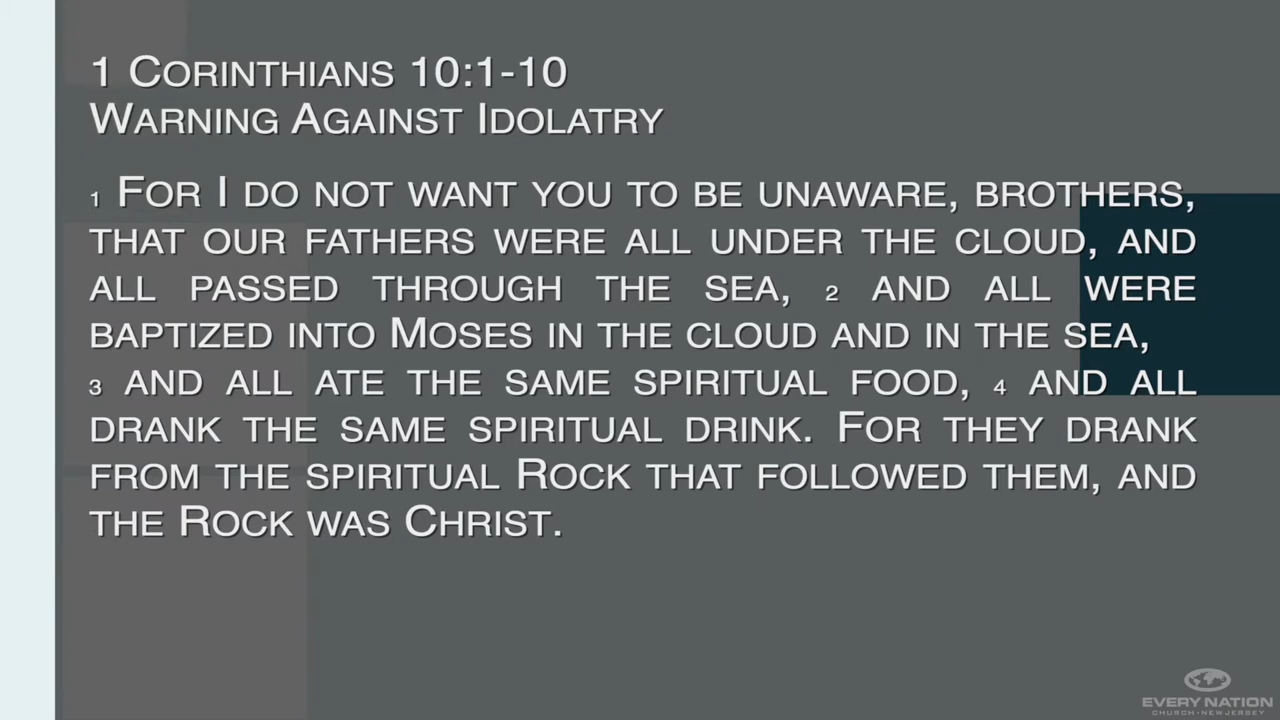 1 CORINTHIANS 10:1-10
WARNING AGAINST IDOLATRY
1 FOR I DO NOT WANT YOU TO BE UNAWARE, BROTHERS,
THAT OUR FATHERS WERE ALL UNDER THE CLOUD, AND
ALL PASSED THROUGH THE SEA, 2 AND ALL WERE
BAPTIZED INTO MOSES IN THE CLOUD AND IN THE SEA,
3 AND ALL ATE THE SAME SPIRITUAL FOOD, 4 AND ALL
DRANK THE SAME SPIRITUAL DRINK. FOR THEY DRANK
FROM THE SPIRITUAL ROCK THAT FOLLOWED THEM, AND
THE ROCK WAS CHRIST.
EVERY NATION
CHURCH • NEW JERSEY